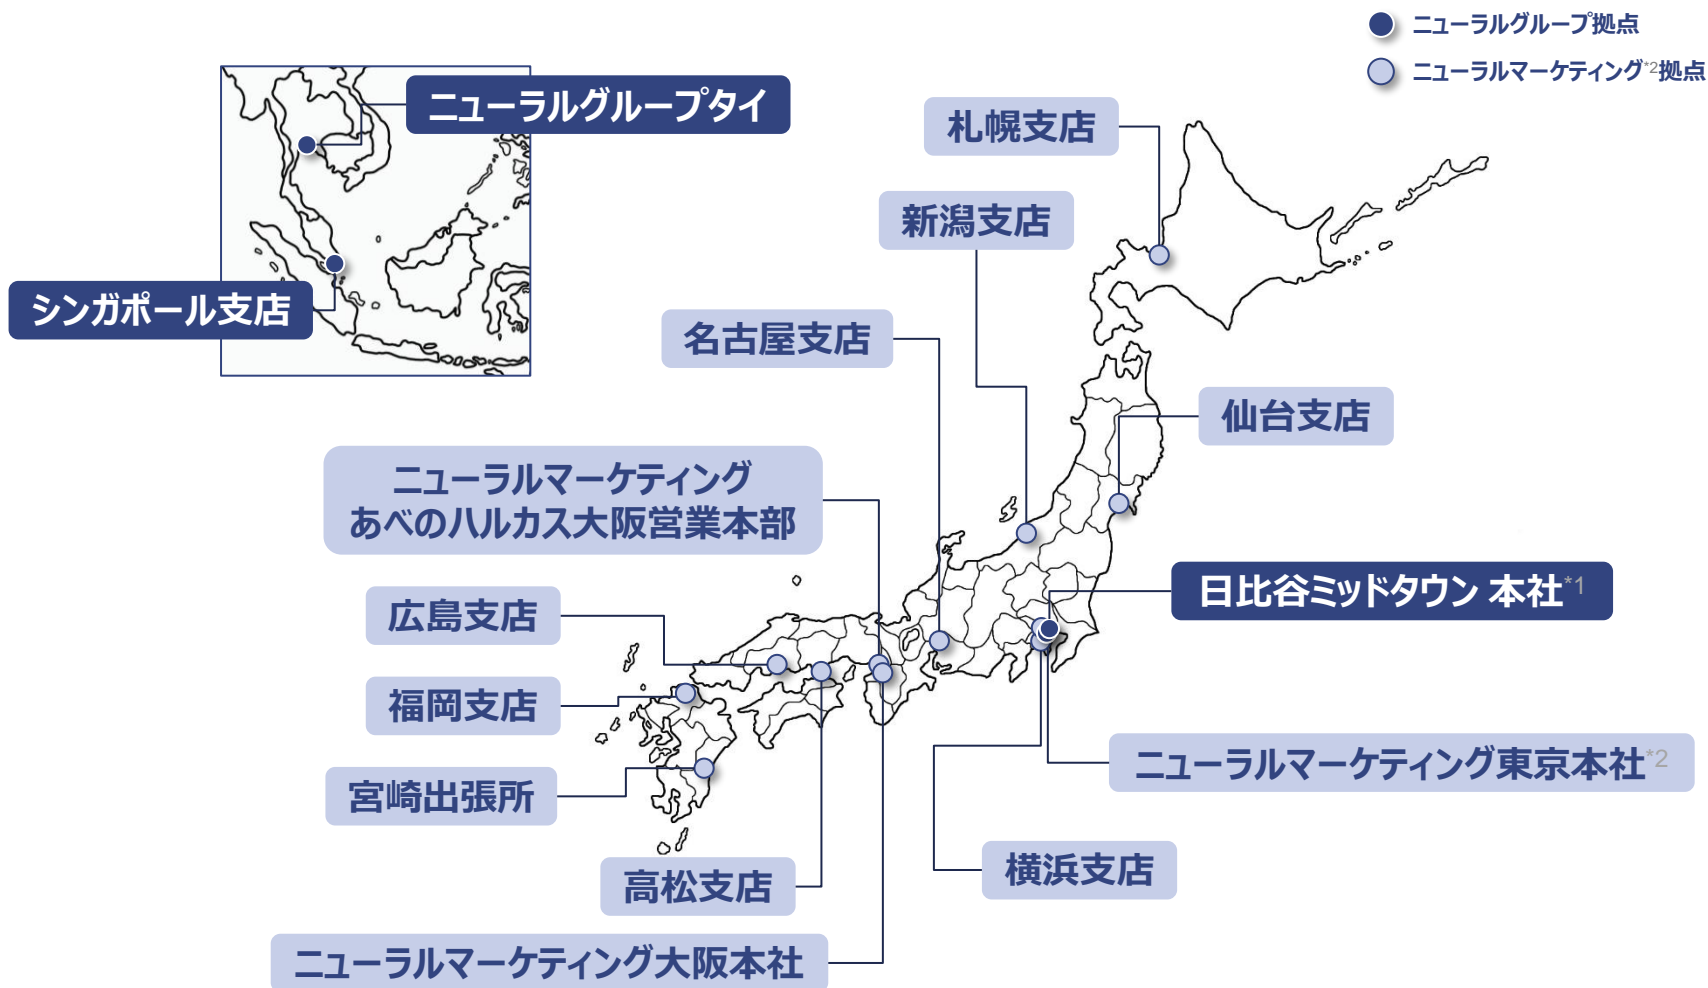 ニューラルグループ拠点
ニューラルマーケティング*2拠点
ニューラルグループタイ
シンガポール支店
札幌支店
新潟支店
名古屋支店
仙台支店
ニューラルマーケティング
あべのハルカス大阪営業本部
日比谷ミッドタウン 本社*1
広島支店
福岡支店
ニューラルマーケティング東京本社*2
宮崎出張所
横浜支店
高松支店
ニューラルマーケティング大阪本社